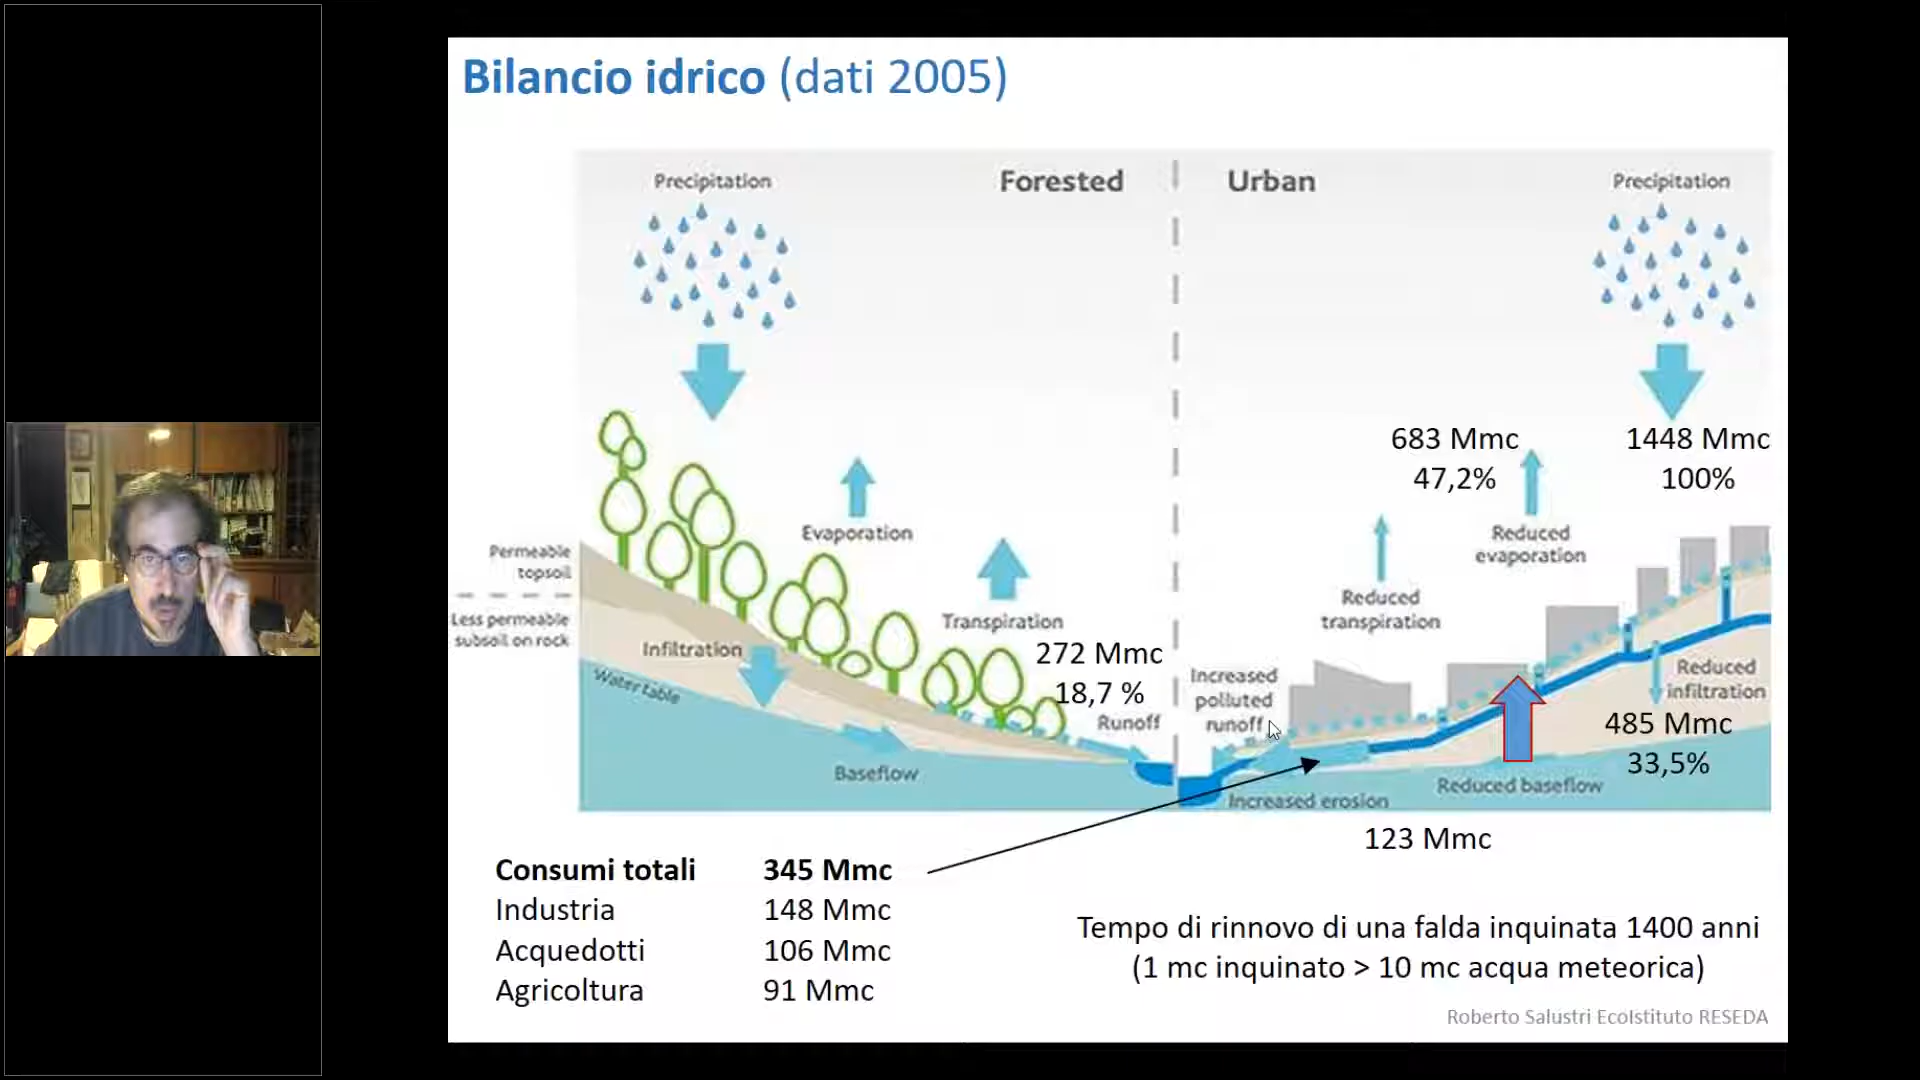 Bilancio idrico (dati 2005)
Precipitation
Forested
Urban
Precipitation
683 Mmc
47,2%
1448 Mmc
100%
Evaporation
Reduced
evaporation
Permeable
topsoil
Less permeable
subsoil on rock
Transpiration
Reduced
transpiration
Infiltration
272 Mmc
18,7 %
Water table
Runoff
Increased
polluted
runoff
Reduced
infiltration
485 Mmc
33,5%
Baseflow
Reduced baseflow
Increased erosion
123 Mmc
Consumi totali 345 Mmc
Industria 148 Mmc
Acquedotti 106 Mmc
Agricoltura 91 Mmc
Tempo di rinnovo di una falda inquinata 1400 anni
(1 mc inquinato > 10 mc acqua meteorica)
Roberto Salustri EcoIstituto RESEDA